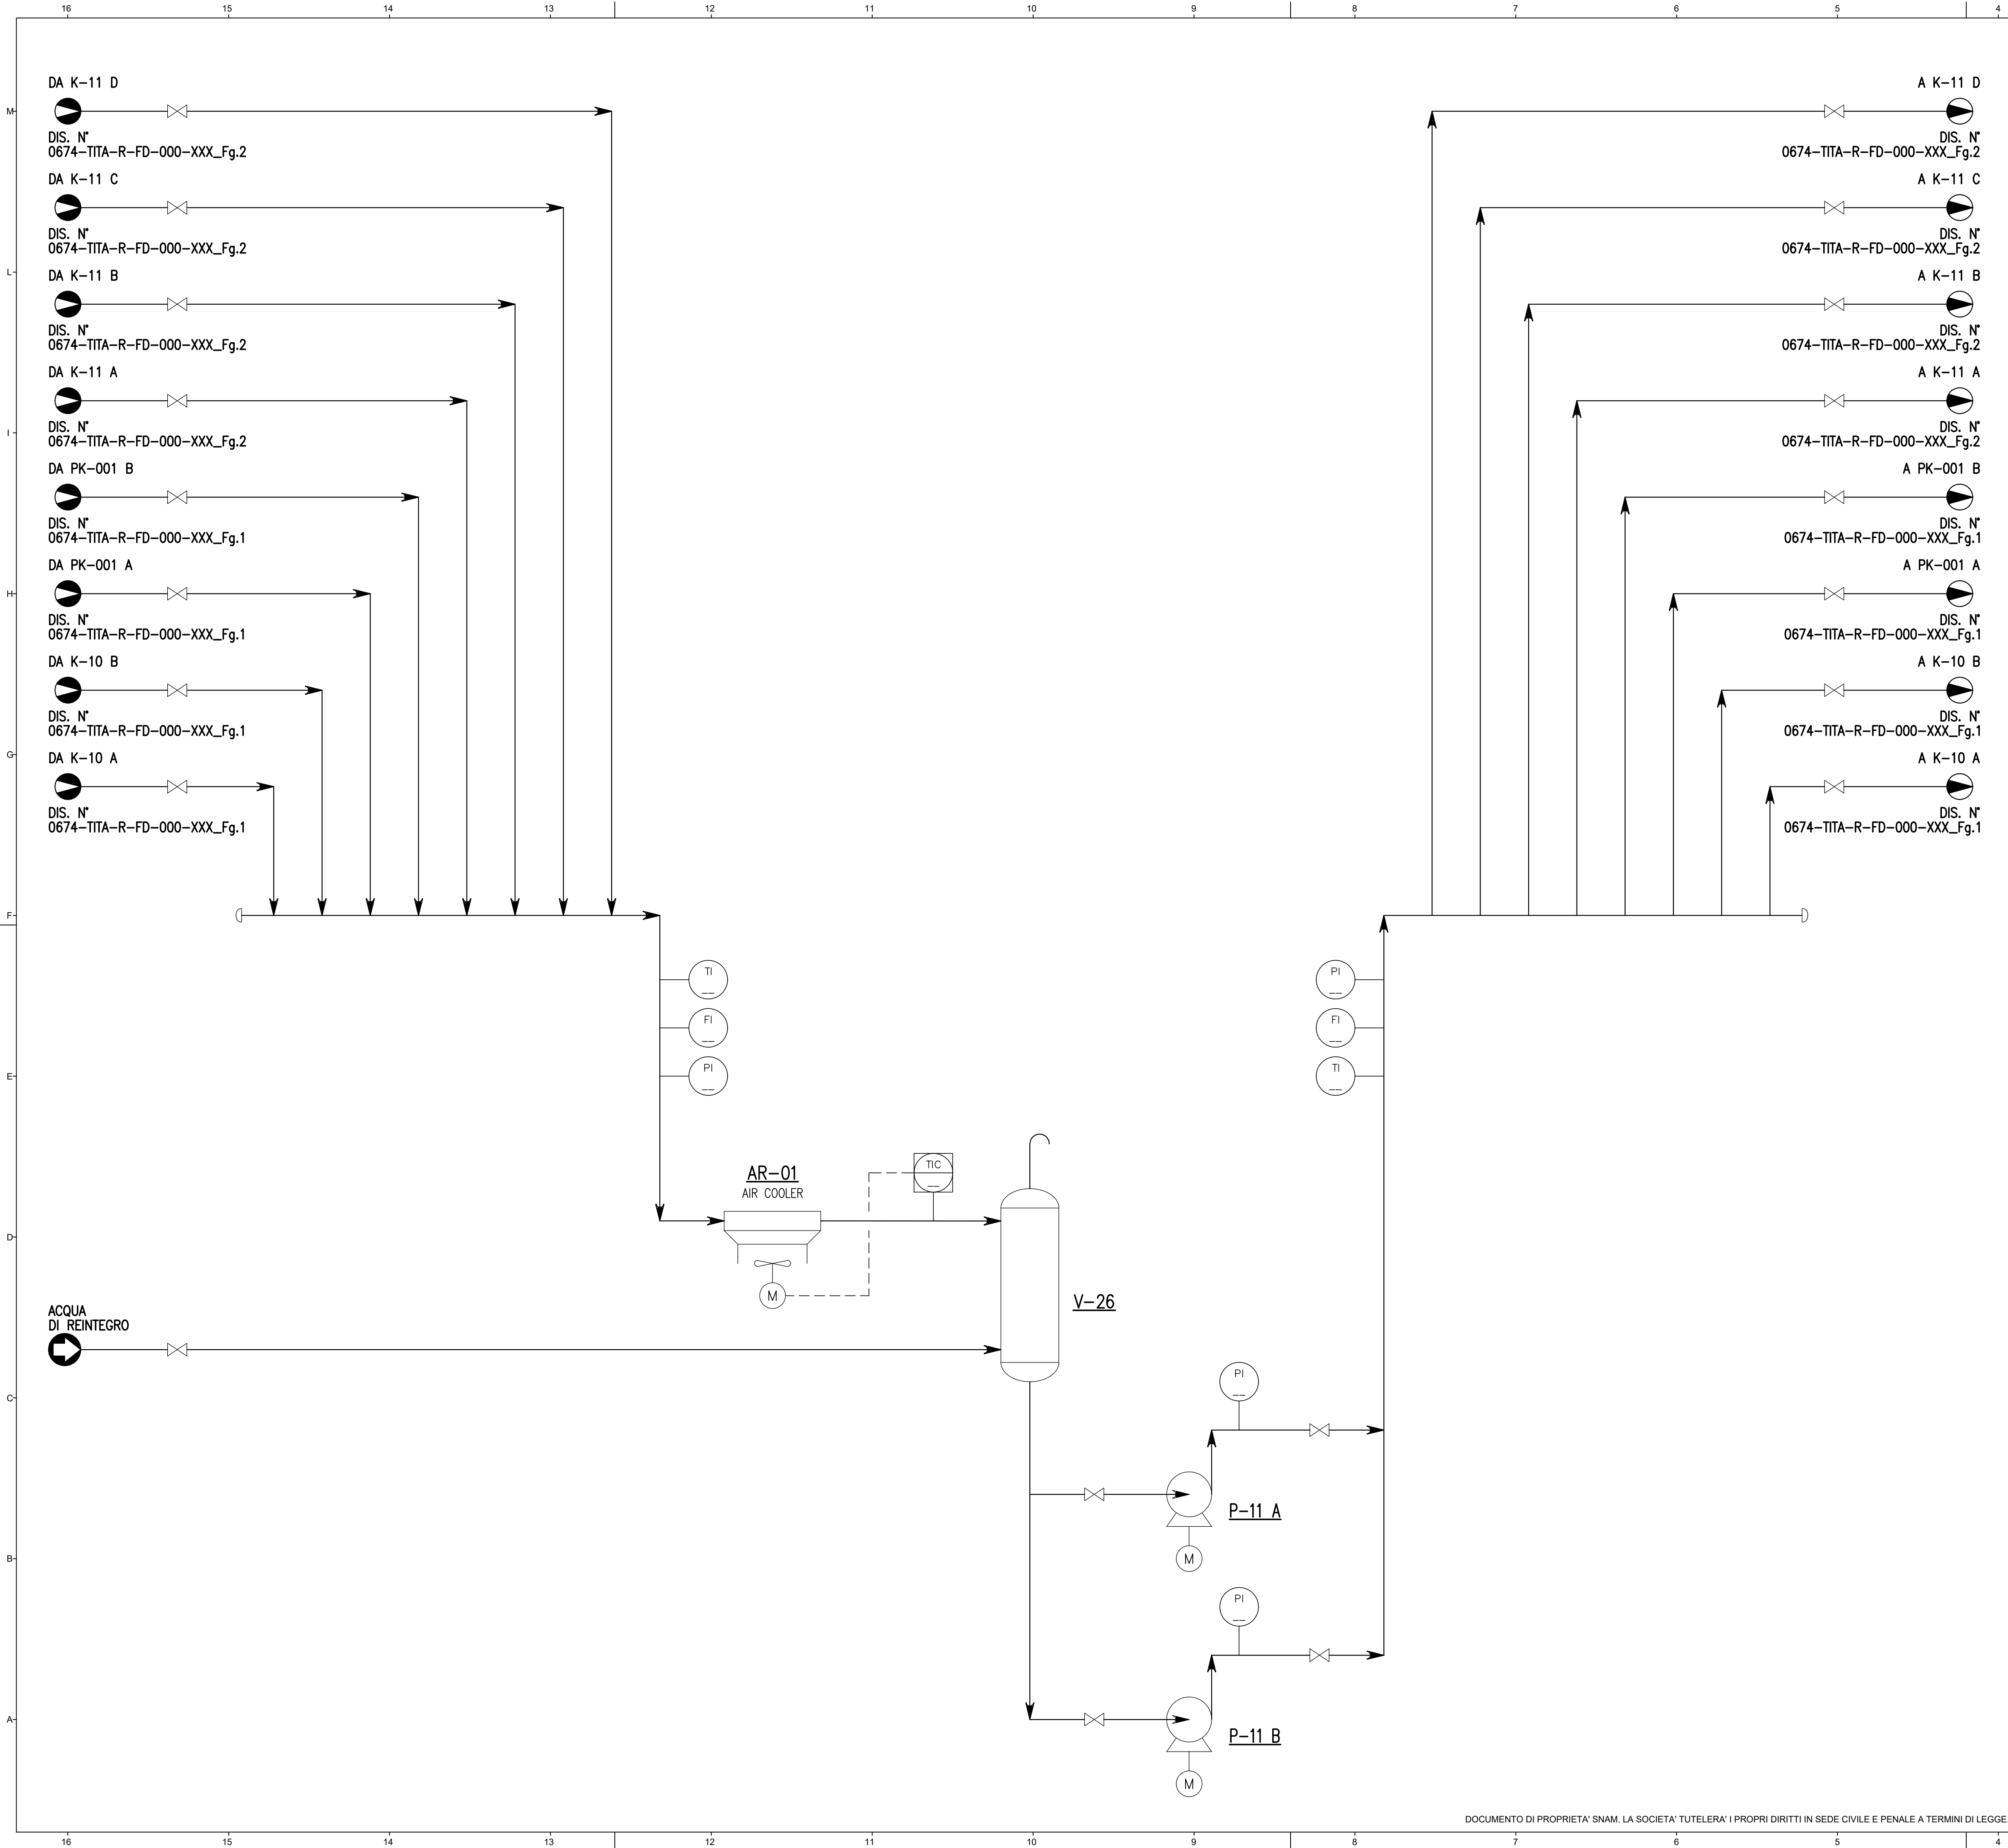 16 15 14 13 12 11 10 9 8 7 6 5 4
M
DA K-11 D
DIS. N°
0674-TITA-R-FD-000-XXX_Fg.2
DA K-11 C
DIS. N°
0674-TITA-R-FD-000-XXX_Fg.2
L
DA K-11 B
DIS. N°
0674-TITA-R-FD-000-XXX_Fg.2
DA K-11 A
DIS. N°
0674-TITA-R-FD-000-XXX_Fg.2
I
DA PK-001 B
DIS. N°
0674-TITA-R-FD-000-XXX_Fg.1
DA PK-001 A
H
DIS. N°
0674-TITA-R-FD-000-XXX_Fg.1
DA K-10 B
DIS. N°
0674-TITA-R-FD-000-XXX_Fg.1
G
DA K-10 A
DIS. N°
0674-TITA-R-FD-000-XXX_Fg.1
A K-11 D
DIS. N°
0674-TITA-R-FD-000-XXX_Fg.2
A K-11 C
DIS. N°
0674-TITA-R-FD-000-XXX_Fg.2
A K-11 B
DIS. N°
0674-TITA-R-FD-000-XXX_Fg.2
A K-11 A
DIS. N°
0674-TITA-R-FD-000-XXX_Fg.2
A PK-001 B
DIS. N°
0674-TITA-R-FD-000-XXX_Fg.1
A PK-001 A
DIS. N°
0674-TITA-R-FD-000-XXX_Fg.1
A K-10 B
DIS. N°
0674-TITA-R-FD-000-XXX_Fg.1
A K-10 A
DIS. N°
0674-TITA-R-FD-000-XXX_Fg.1
F
TI
__
FI
__
PI
__
PI
__
FI
__
TI
__
E
TIC
__
AR-01
AIR COOLER
D
M
V-26
ACQUA
DI REINTEGRO
C
PI
__
P-11 A
M
B
PI
__
P-11 B
M
A
DOCUMENTO DI PROPRIETA' SNAM. LA SOCIETA' TUTELERA' I PROPRI DIRITTI IN SEDE CIVILE E PENALE A TERMINI DI LEGGE
16 15 14 13 12 11 10 9 8 7 6 5 4